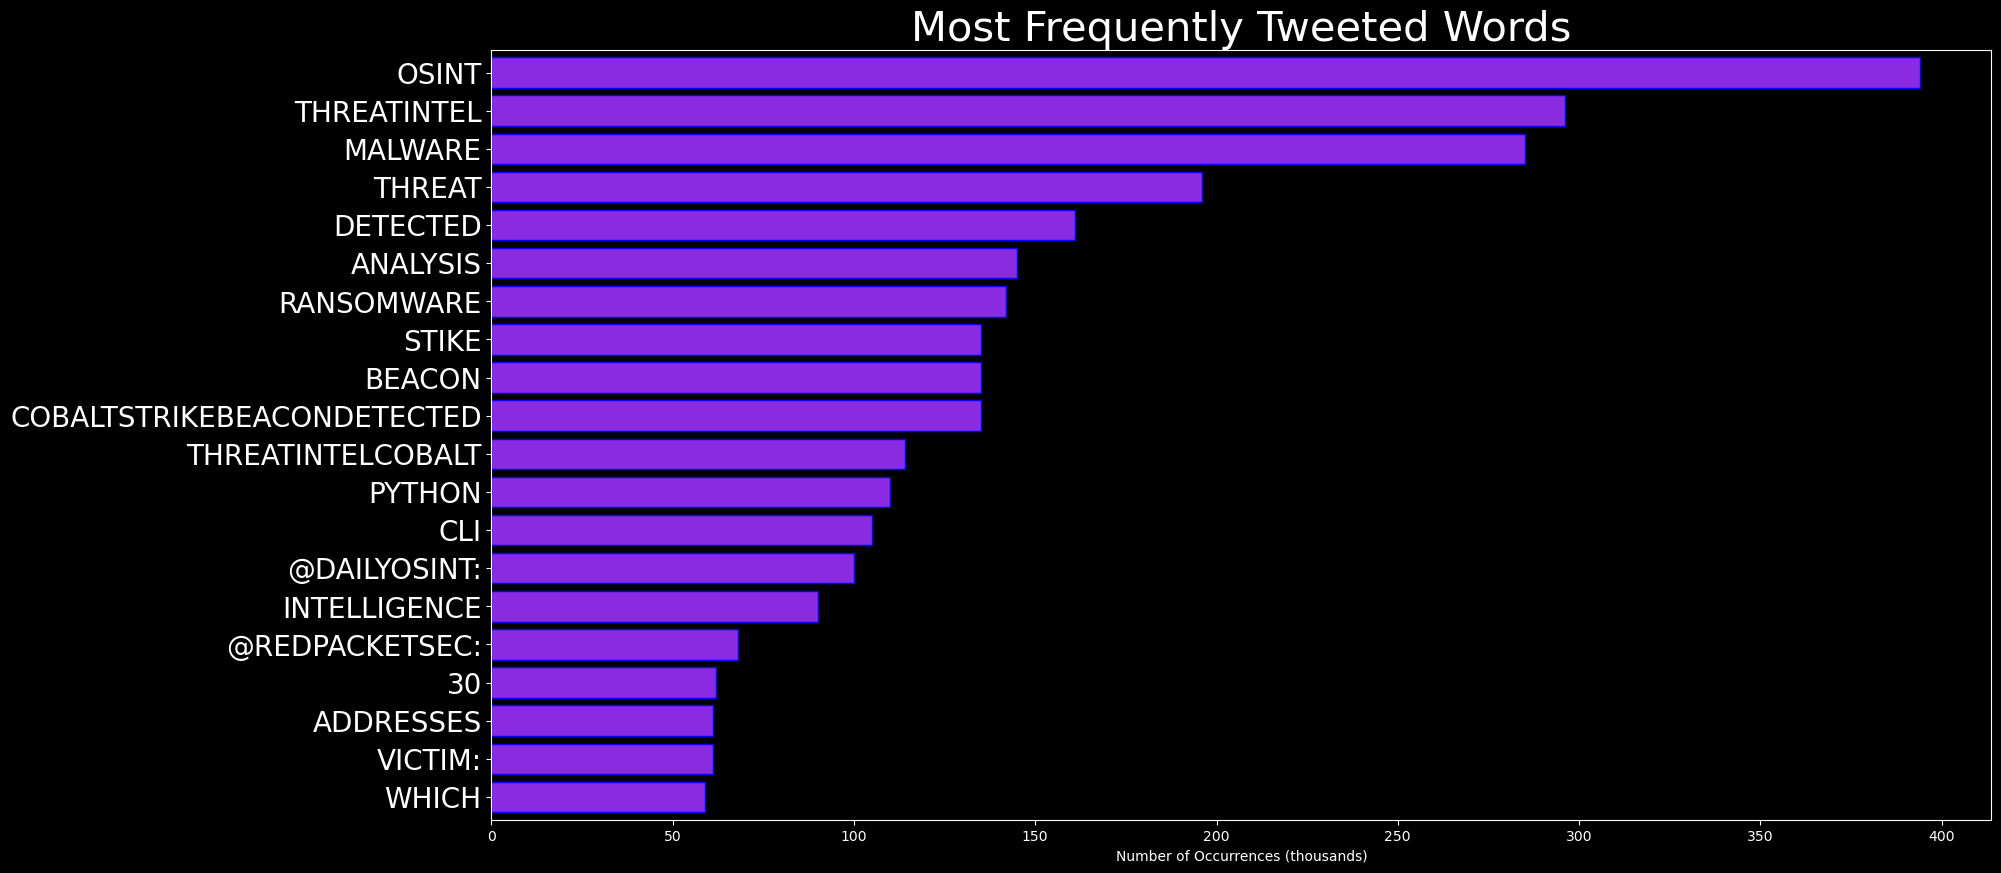 Most Frequently Tweeted Words
OSINT
THREATINTEL
MALWARE
THREAT
DETECTED
ANALYSIS
RANSOMWARE
STIKE
BEACON
COBALTSTRIKEBEACONDETECTED
THREATINTELCOBALT
PYTHON
CLI
@DAILYOSINT:
INTELLIGENCE
@REDPACKETSEC:
30
ADDRESSES
VICTIM:
WHICH
0 50 100 150 200 250 300 350 400
Number of Occurrences (thousands)